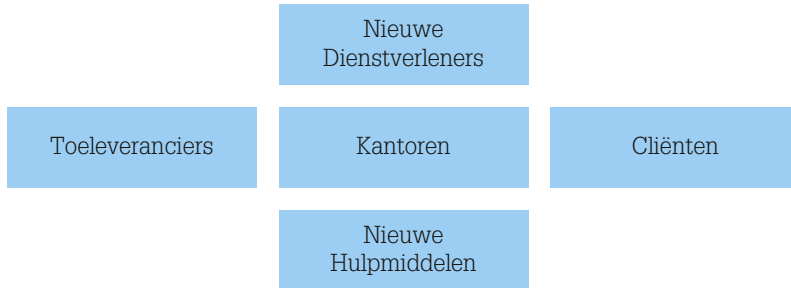 Nieuwe
Dienstverleners
Toeleveranciers
Kantoren
Cliënten
Nieuwe
Hulpmiddelen